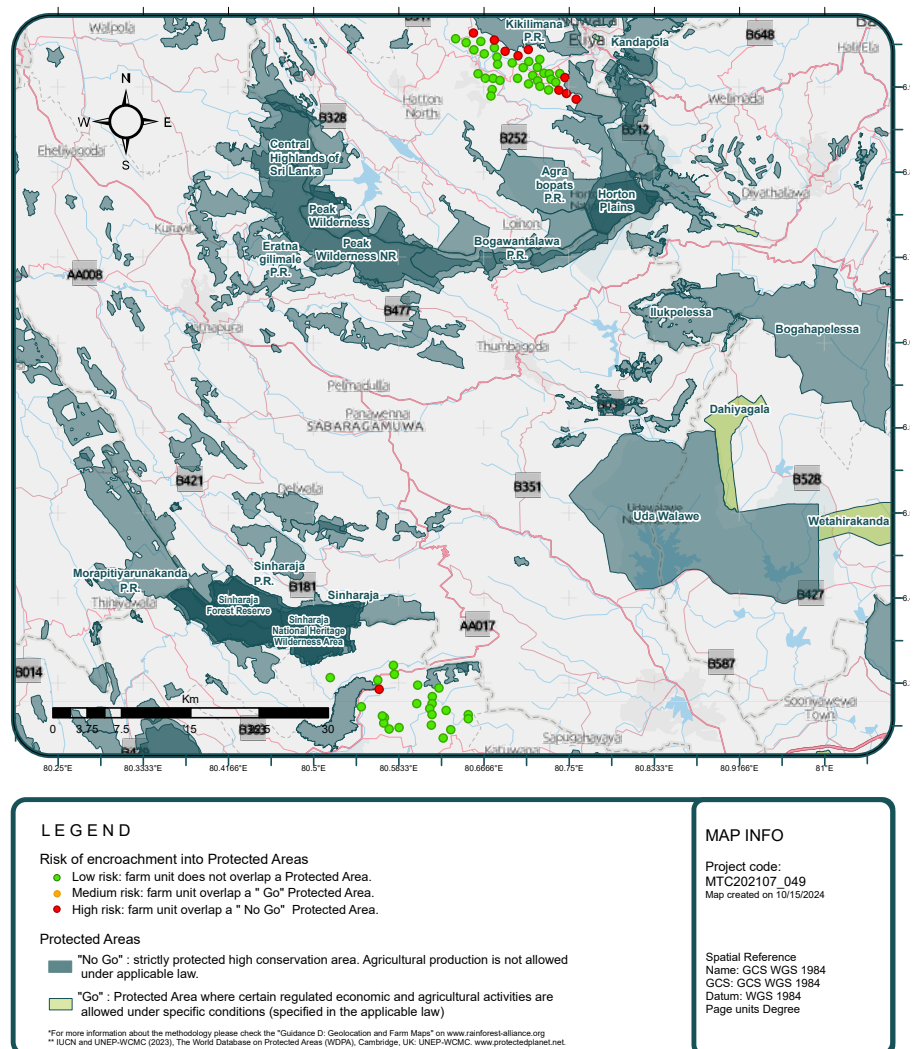 Walpola
Kikilimana
P.R.
Eliya
Kandapola
B648
Hali Ela
Hatton
North
Welimada
B328
B252
B512
Eheliyagoda
Central
Highlands of
Sri Lanka
Agra
bopats
P.R.
Horton
Plains
Diyathalawa
Peak
Wilderness
Loinon
Kuruvita
Eratna
gilimale
P.R.
Peak
Wilderness NR
Bogawantalawa
P.R.
AA008
B477
Ilukpelessa
Bogahapelessa
Ratnapura
Thumbagoda
Pelmadulla
Panawenna
SABARAGAMUWA
Dahiyagala
B421
B351
B528
Delwala
Uda Walawe
Wetahirakanda
Morapitiyarunakanda
P.R.
Thiniyawala
Sinharaja
P.R.
B181
Sinharaja
B427
Sinharaja
Forest Reserve
Sinharaja
National Heritage
Wilderness Area
AA017
B014
B587
Sooriyawewa
Town
Km
0 3.75 7.5 15 30
B363
B429
Katuwana
Sapugahayaya
N
W E
S
80.25°E 80.3333°E 80.4166°E 80.5°E 80.5833°E 80.6666°E 80.75°E 80.8333°E 80.9166°E 81°E
LEGEND
Risk of encroachment into Protected Areas
Low risk: farm unit does not overlap a Protected Area.
Medium risk: farm unit overlap a " Go" Protected Area.
High risk: farm unit overlap a " No Go" Protected Area.
Protected Areas
"No Go" : strictly protected high conservation area. Agricultural production is not allowed
under applicable law.
"Go" : Protected Area where certain regulated economic and agricultural activities are
allowed under specific conditions (specified in the applicable law)
*For more information about the methodology please check the "Guidance D: Geolocation and Farm Maps" on www.rainforest-alliance.org
** IUCN and UNEP-WCMC (2023), The World Database on Protected Areas (WDPA), Cambridge, UK: UNEP-WCMC. www.protectedplanet.net.
MAP INFO
Project code:
MTC202107_049
Map created on 10/15/2024
Spatial Reference
Name: GCS WGS 1984
GCS: GCS WGS 1984
Datum: WGS 1984
Page units Degree